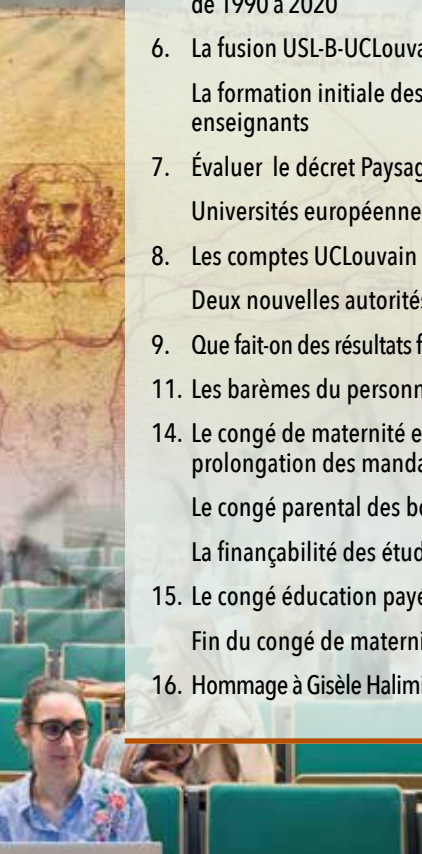 de 1990 à 2020
6. La fusion USL-B-UCLouva
La formation initiale des
enseignants
7. Évaluer le décret Paysag
Universités européenne
8. Les comptes UCLouvain
Deux nouvelles autorités
9. Que fait-on des résultats f
11. Les barèmes du personn
14. Le congé de maternité e
prolongation des manda
Le congé parental des bo
La finançabilité des étud
15. Le congé éducation payé
Fin du congé de materni
16. Hommage à Gisèle Halimi